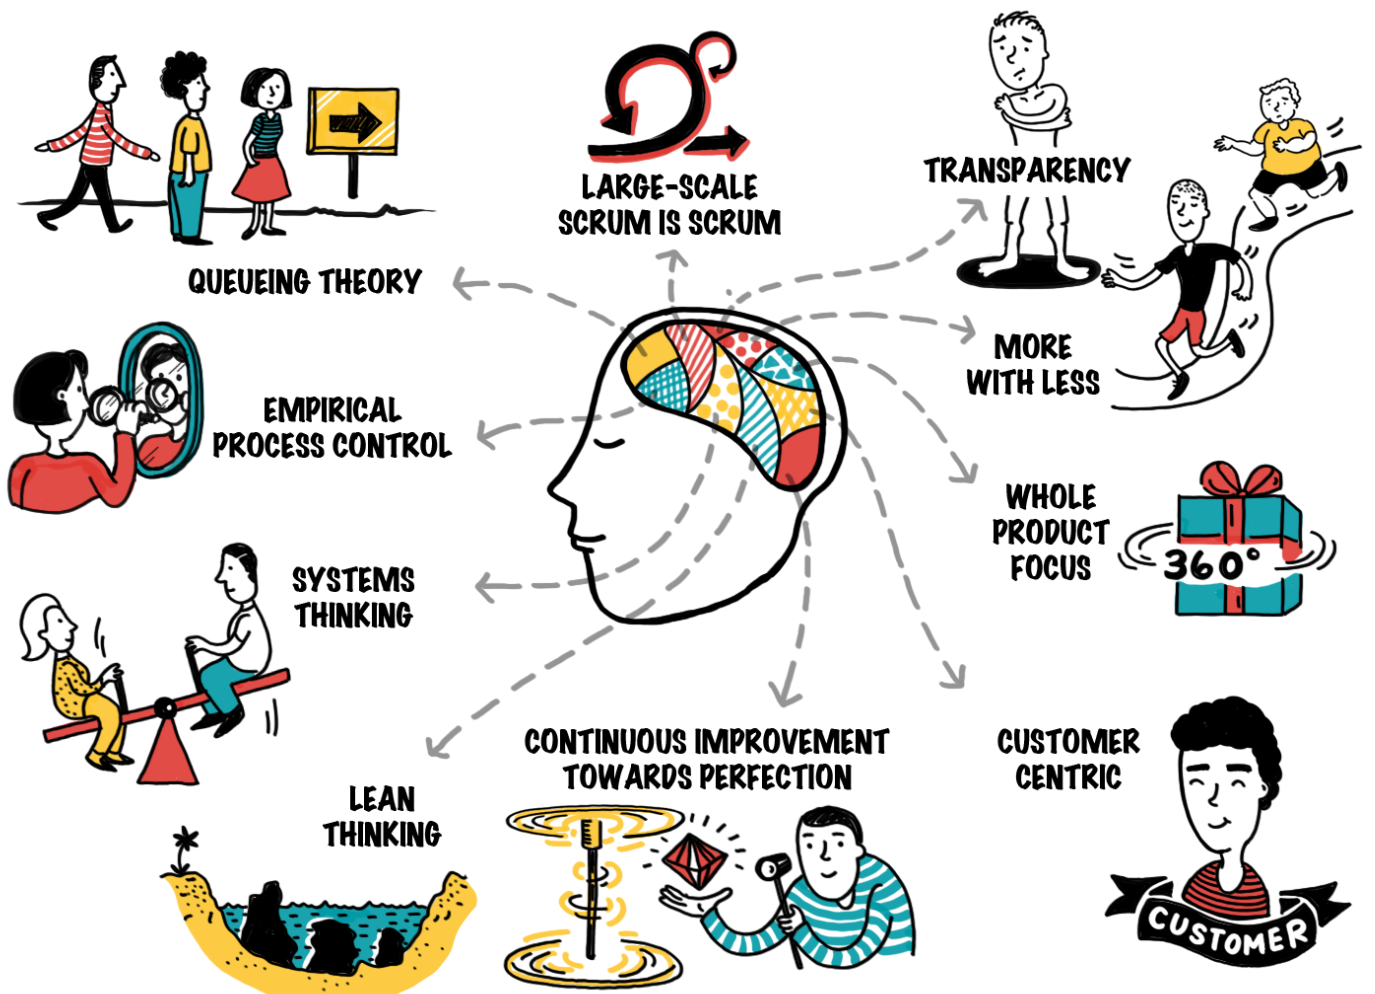 LARGE-SCALE
SCRUM IS SCRUM
TRANSPARENCY
QUEUEING THEORY
MORE
WITH LESS
EMPIRICAL
PROCESS CONTROL
WHOLE
PRODUCT
FOCUS
360°
SYSTEMS
THINKING
CONTINUOUS IMPROVEMENT
TOWARDS PERFECTION
CUSTOMER
CENTRIC
LEAN
THINKING
CUSTOMER